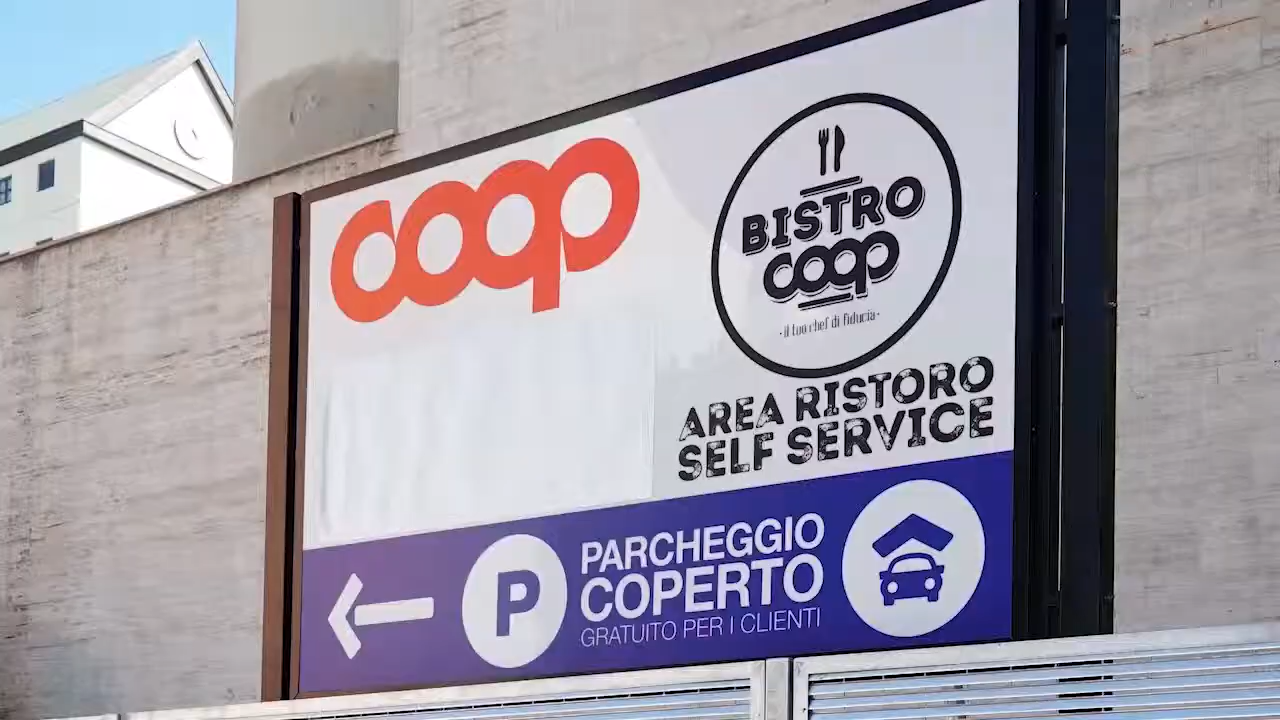 coop
BISTRO
coop
·il tuo chef di fiducia·
AREA RISTORO
SELF SERVICE
P
PARCHEGGIO
COPERTO
GRATUITO PER I CLIENTI